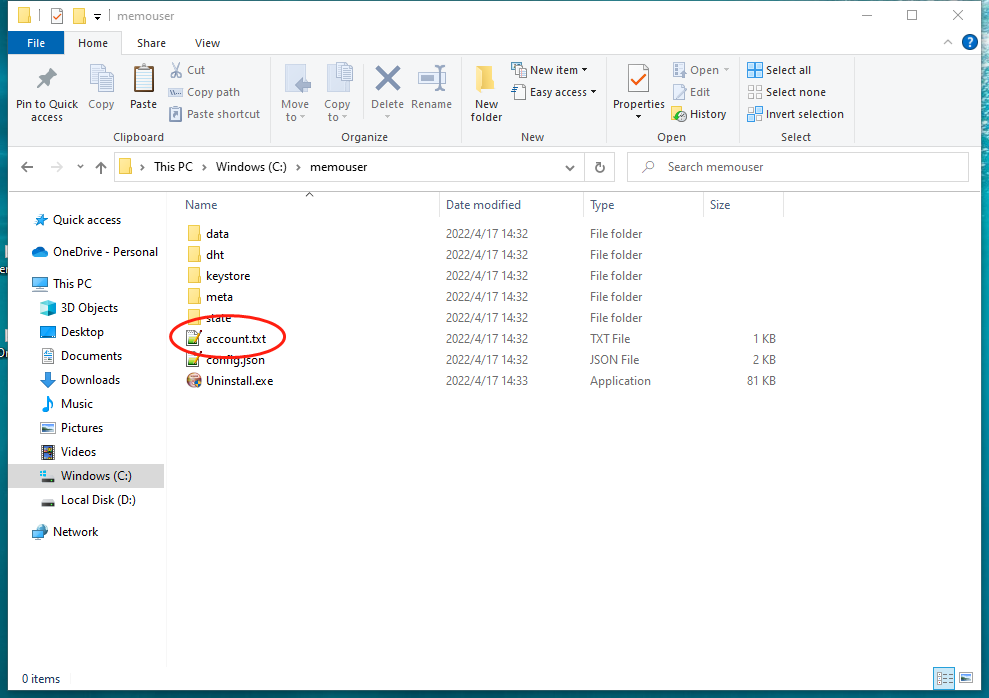 memouser
File Home Share View
Pin to Quick access Copy Paste Cut Copy path Paste shortcut
Clipboard
Move to Copy to Delete Rename
Organize
New folder New item Easy access
New
Properties Open Edit History
Open
Select all Select none Invert selection
Select
This PC Windows (C:) memouser
Search memouser
Quick access
OneDrive - Personal
This PC
3D Objects
Desktop
Documents
Downloads
Music
Pictures
Videos
Windows (C:)
Local Disk (D:)
Network
Name Date modified Type Size
data 2022/4/17 14:32 File folder
dht 2022/4/17 14:32 File folder
keystore 2022/4/17 14:32 File folder
meta 2022/4/17 14:32 File folder
state 2022/4/17 14:32 File folder
account.txt 2022/4/17 14:32 TXT File 1 KB
config.json 2022/4/17 14:32 JSON File 2 KB
Uninstall.exe 2022/4/17 14:33 Application 81 KB
0 items